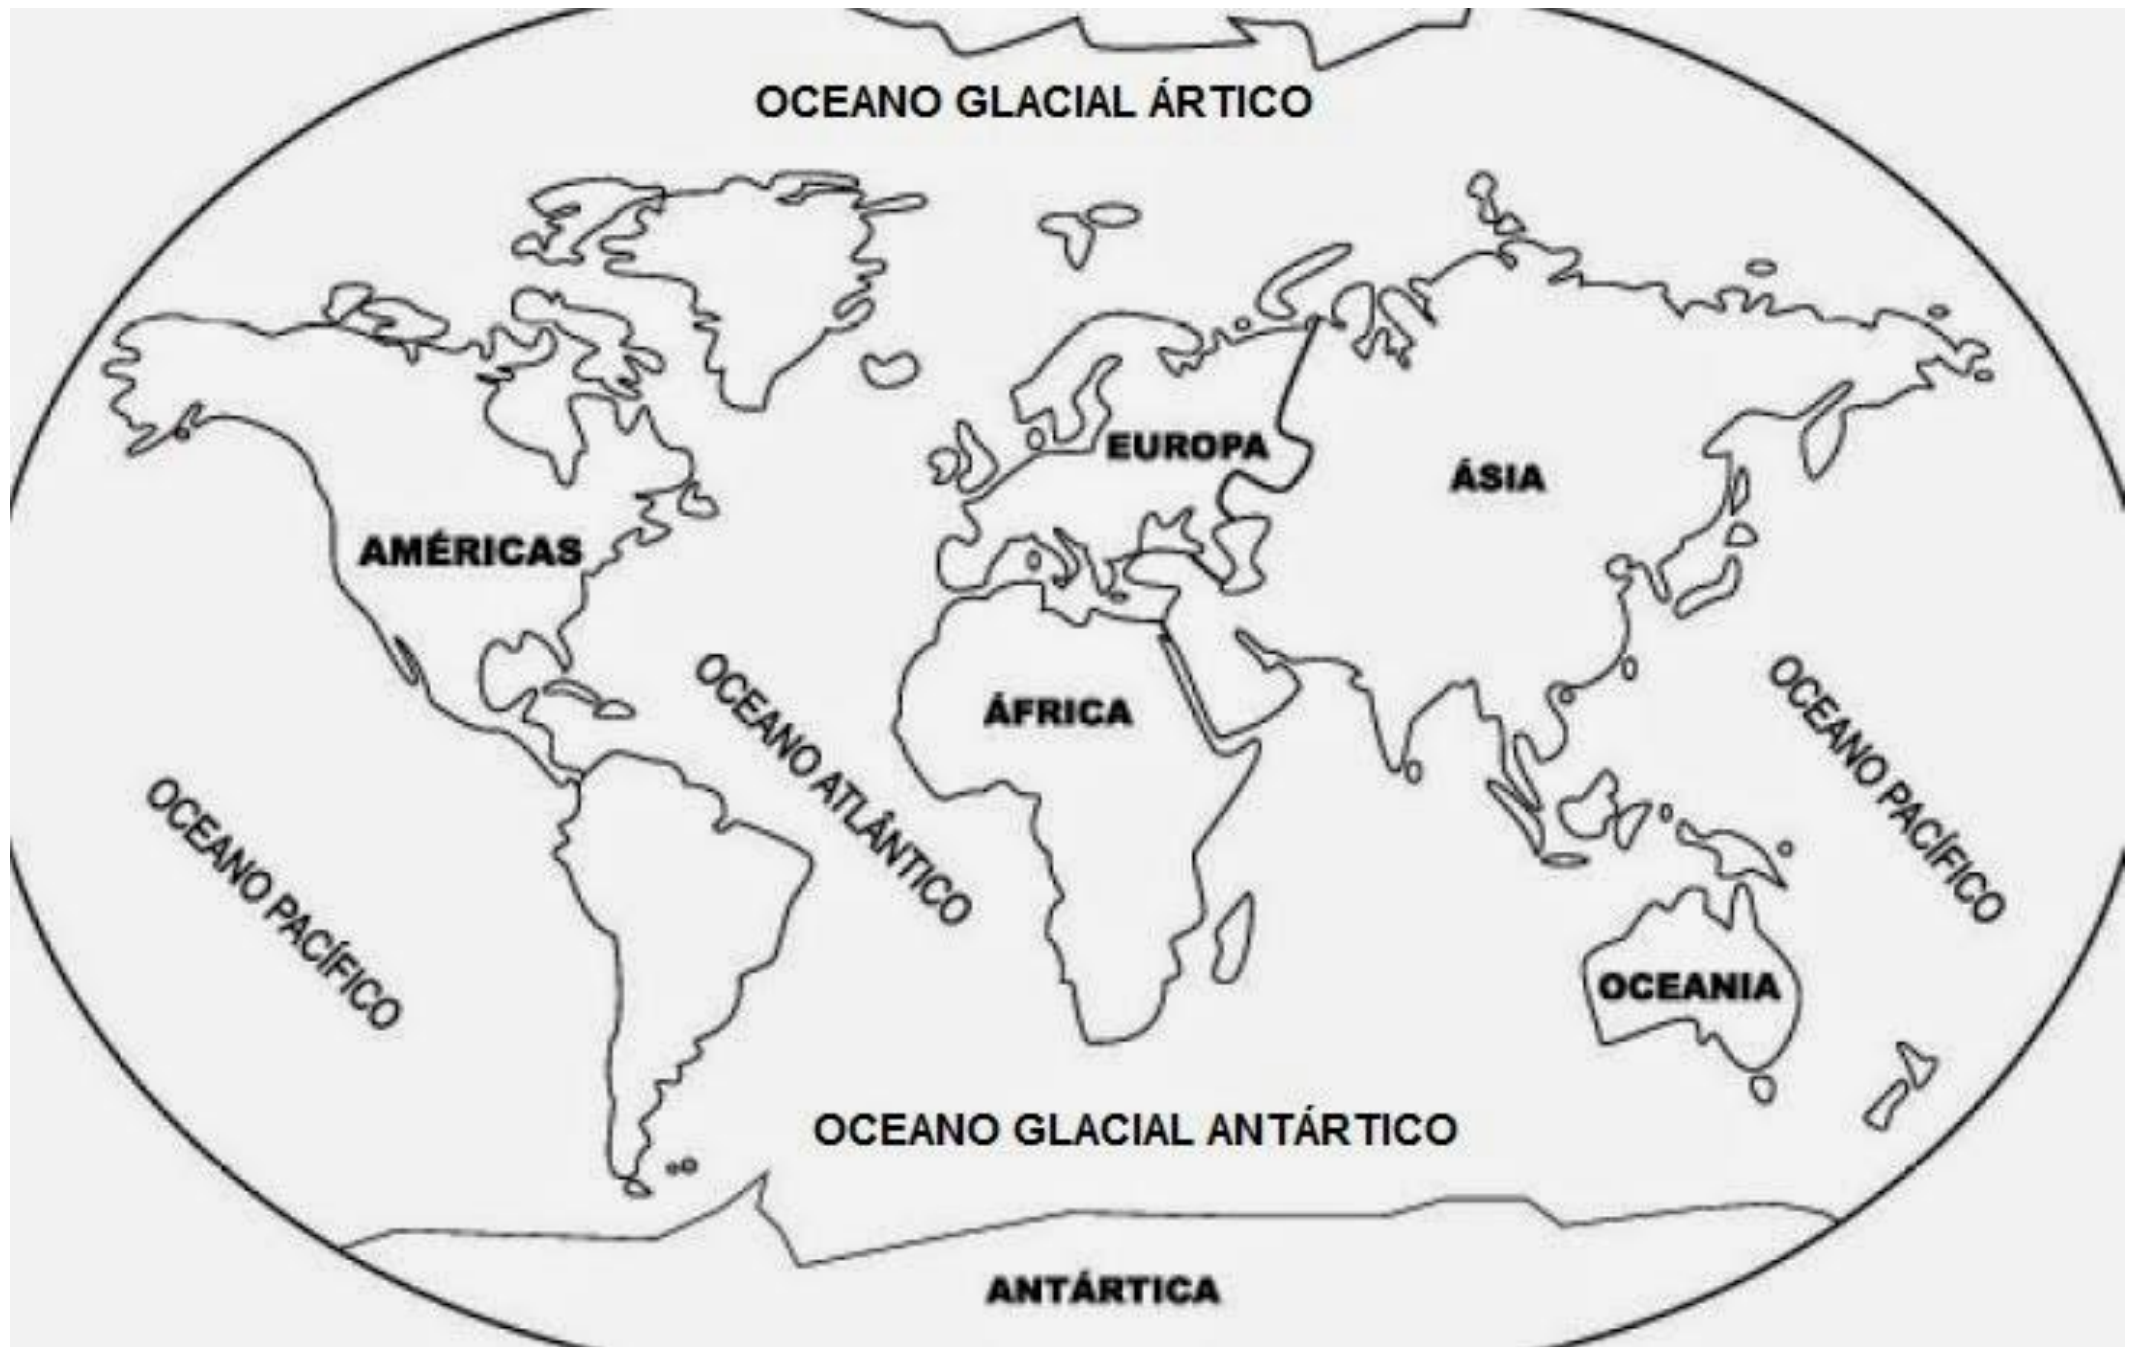 OCEANO GLACIAL ÁRTICO
EUROPA
ÁSIA
AMÉRICAS
OCEANO ATLÂNTICO
ÁFRICA
OCEANO PACÍFICO
OCEANO PACÍFICO
OCEANIA
OCEANO GLACIAL ANTÁRTICO
ANTÁRTICA